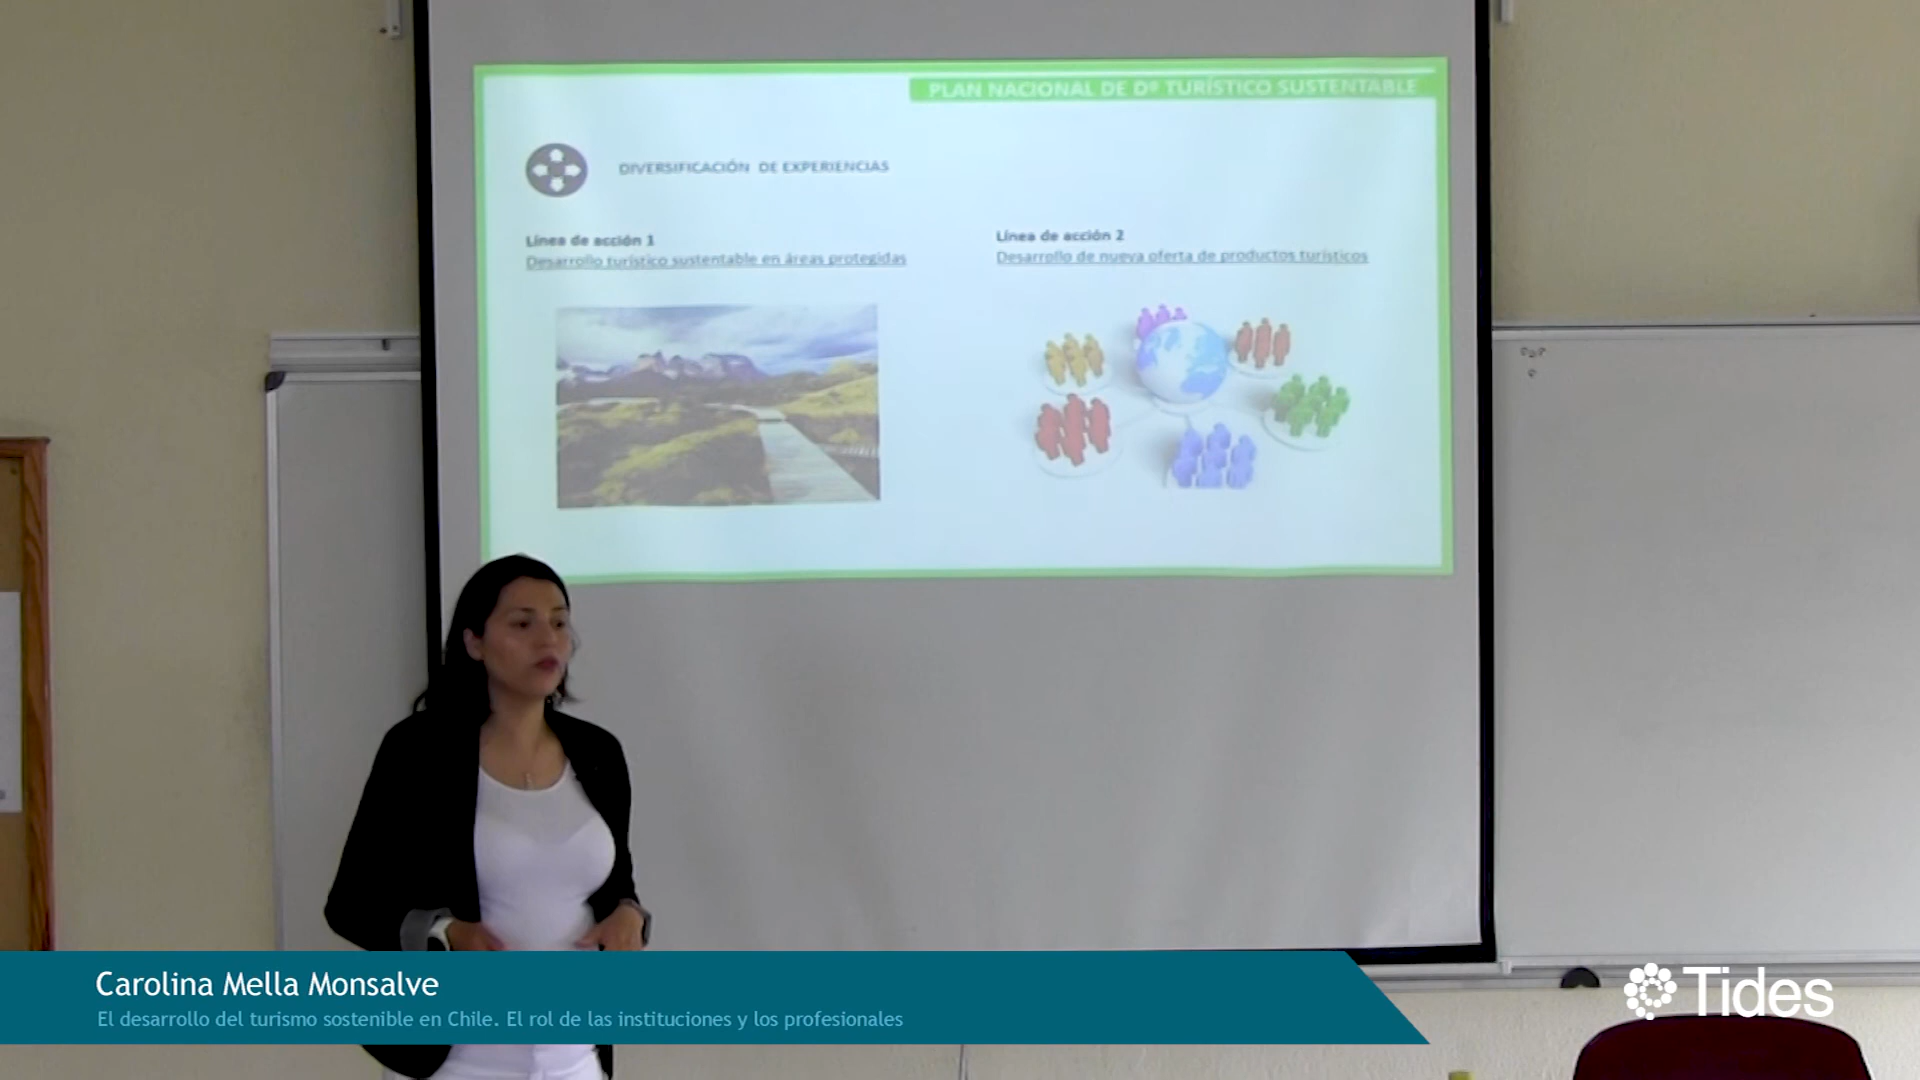 PLAN NACIONAL DE Dº TURÍSTICO SUSTENTABLE
DIVERSIFICACIÓN DE EXPERIENCIAS
Línea de acción 1
Desarrollo turístico sustentable en áreas protegidas
Línea de acción 2
Desarrollo de nueva oferta de productos turísticos
Carolina Mella Monsalve
El desarrollo del turismo sostenible en Chile. El rol de las instituciones y los profesionales
Tides